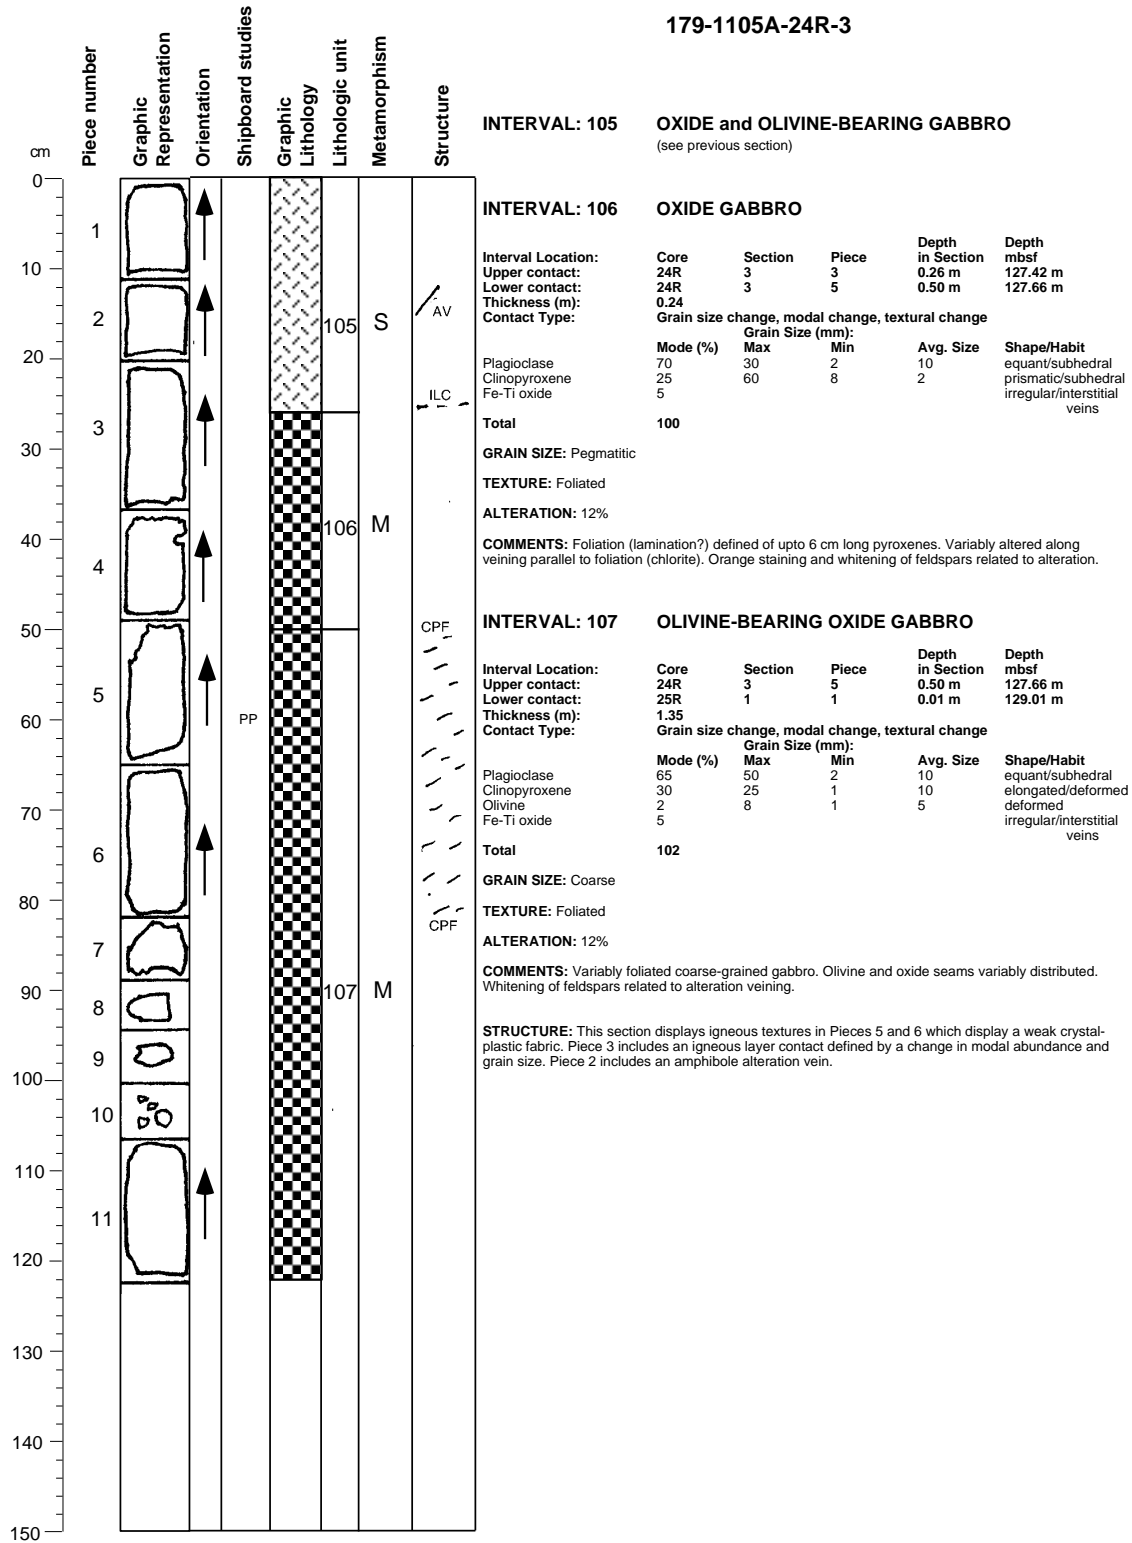 179-1105A-24R-3
cm
Piece number
Graphic Representation
Orientation
Shipboard studies
Graphic Lithology
Lithologic unit
Metamorphism
Structure
0
10
20
30
40
50
60
70
80
90
100
110
120
130
140
150
1
2
3
4
5
6
7
8
9
10
11
PP
105
106
107
S
M
M
AV
ILC
CPF
CPF
INTERVAL: 105 OXIDE and OLIVINE-BEARING GABBRO
(see previous section)
INTERVAL: 106 OXIDE GABBRO
Depth Depth
Interval Location: Core Section Piece in Section mbsf
Upper contact: 24R 3 3 0.26 m 127.42 m
Lower contact: 24R 3 5 0.50 m 127.66 m
Thickness (m): 0.24
Contact Type: Grain size change, modal change, textural change
Grain Size (mm):
Mode (%) Max Min Avg. Size Shape/Habit
Plagioclase 70 30 2 10 equant/subhedral
Clinopyroxene 25 60 8 2 prismatic/subhedral
Fe-Ti oxide 5 irregular/interstitial
veins
Total 100
GRAIN SIZE: Pegmatitic
TEXTURE: Foliated
ALTERATION: 12%
COMMENTS: Foliation (lamination?) defined of upto 6 cm long pyroxenes. Variably altered along
veining parallel to foliation (chlorite). Orange staining and whitening of feldspars related to alteration.
INTERVAL: 107 OLIVINE-BEARING OXIDE GABBRO
Depth Depth
Interval Location: Core Section Piece in Section mbsf
Upper contact: 24R 3 5 0.50 m 127.66 m
Lower contact: 25R 1 1 0.01 m 129.01 m
Thickness (m): 1.35
Contact Type: Grain size change, modal change, textural change
Grain Size (mm):
Mode (%) Max Min Avg. Size Shape/Habit
Plagioclase 65 50 2 10 equant/subhedral
Clinopyroxene 30 25 1 10 elongated/deformed
Olivine 2 8 1 5 deformed
Fe-Ti oxide 5 irregular/interstitial
veins
Total 102
GRAIN SIZE: Coarse
TEXTURE: Foliated
ALTERATION: 12%
COMMENTS: Variably foliated coarse-grained gabbro. Olivine and oxide seams variably distributed.
Whitening of feldspars related to alteration veining.
STRUCTURE: This section displays igneous textures in Pieces 5 and 6 which display a weak crystal-
plastic fabric. Piece 3 includes an igneous layer contact defined by a change in modal abundance and
grain size. Piece 2 includes an amphibole alteration vein.